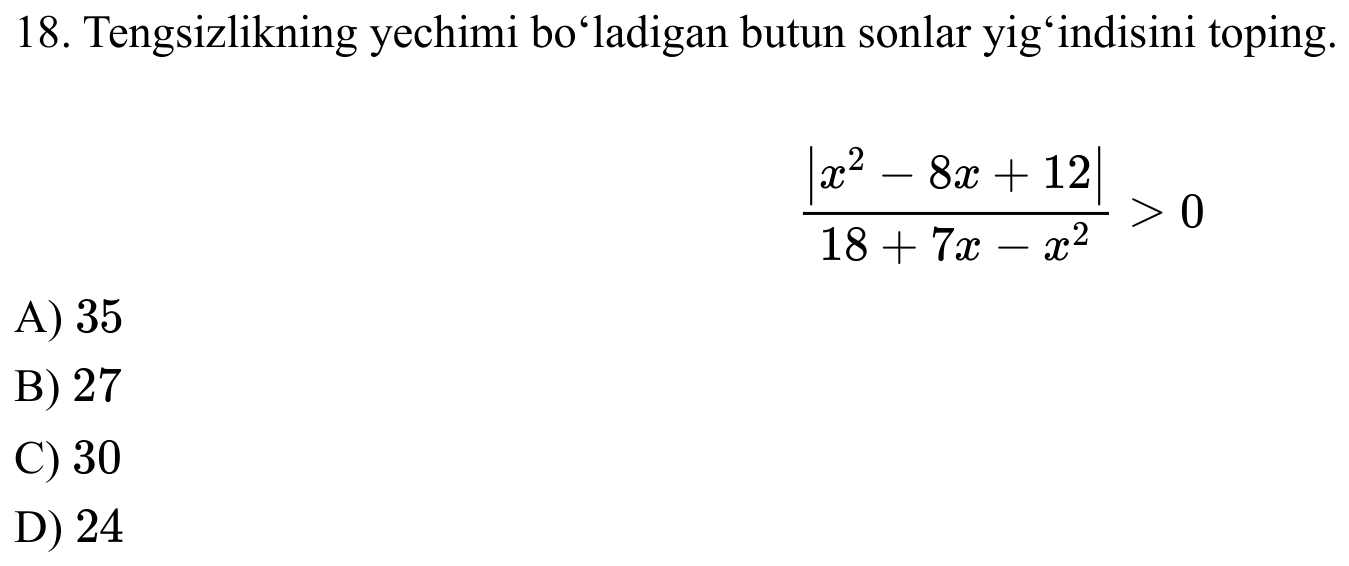 18. Tengsizlikning yechimi bo‘ladigan butun sonlar yig‘indisini toping.
|x² − 8x + 12|
18 + 7x − x²
> 0
A) 35
B) 27
C) 30
D) 24